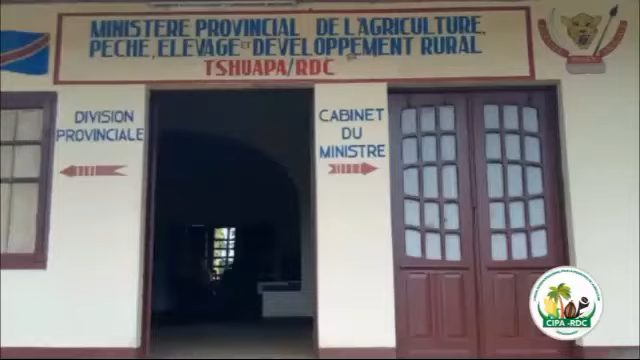 MINISTERE PROVINCIAL DE L'AGRICULTURE,
PECHE, ELEVAGE et DEVELOPPEMENT RURAL
TSHUAPA/RDC
DIVISION
PROVINCIALE
CABINET
DU
MINISTRE
CIPA-RDC